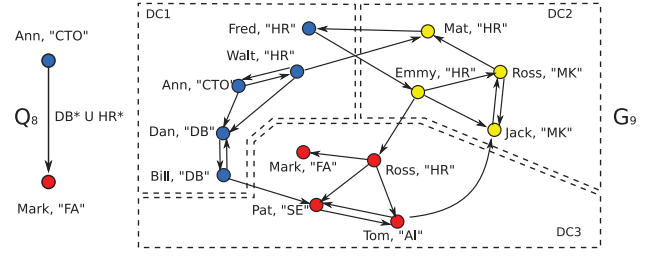 DC1
DC2
Ann, "CTO"
Fred, "HR"
Mat, "HR"
Walt, "HR"
Emmy, "HR"
Ross, "MK"
Ann, "CTO"
Q8
DB* U HR*
G9
Dan, "DB"
Jack, "MK"
Mark, "FA"
Ross, "HR"
Bill, "DB"
Mark, "FA"
Pat, "SE"
Tom, "AI"
DC3